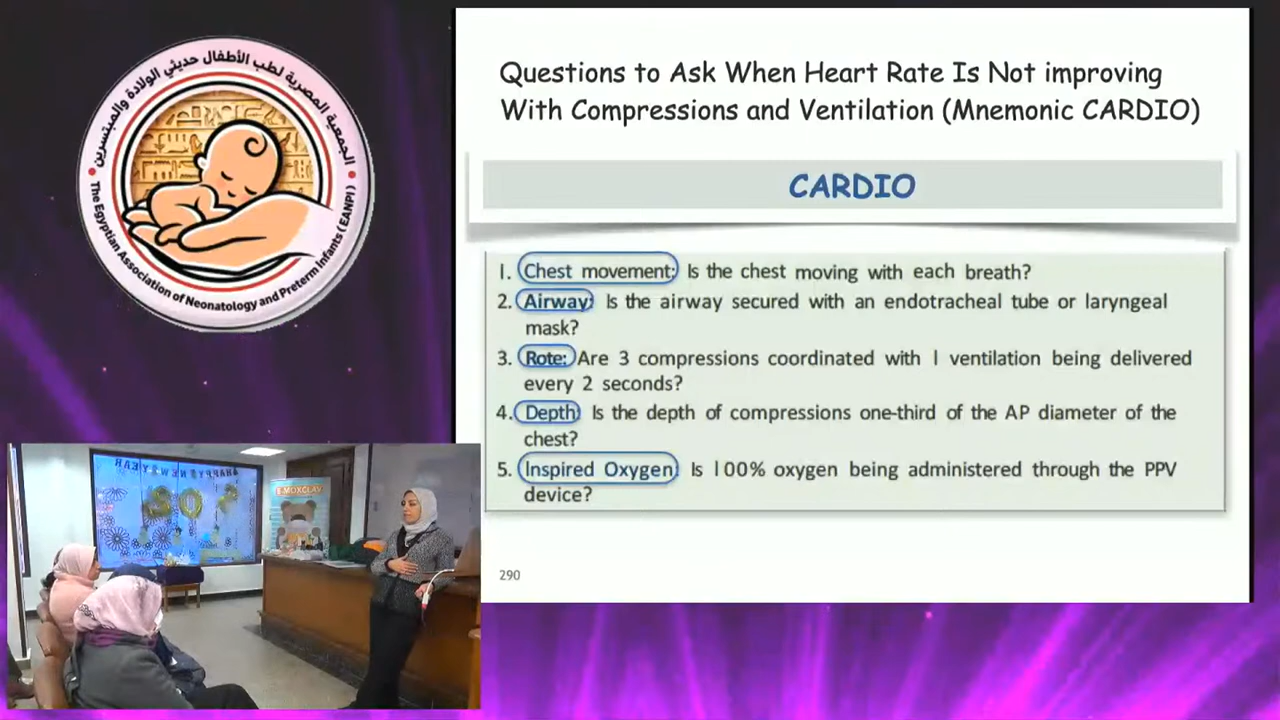 الجمعية المصرية لطب الأطفال حديثي الولادة والمبتسرين
The Egyptian Association of Neonatology and Preterm Infants (EANPI)
Questions to Ask When Heart Rate Is Not improving
With Compressions and Ventilation (Mnemonic CARDIO)
CARDIO
1. Chest movement: Is the chest moving with each breath?
2. Airway: Is the airway secured with an endotracheal tube or laryngeal
mask?
3. Rote: Are 3 compressions coordinated with 1 ventilation being delivered
every 2 seconds?
4. Depth: Is the depth of compressions one-third of the AP diameter of the
chest?
5. Inspired Oxygen: Is 100% oxygen being administered through the PPV
device?
290
HAPPY NEW YEAR
E-MOXCLAV